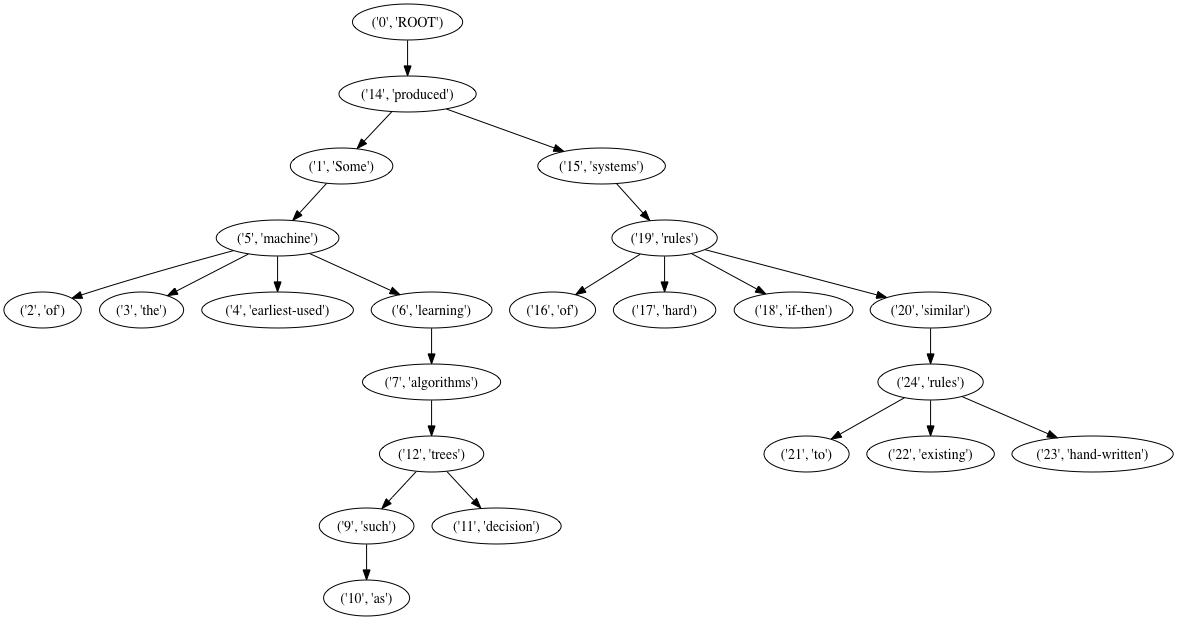 ('0', 'ROOT')
('14', 'produced')
('1', 'Some')
('15', 'systems')
('5', 'machine')
('19', 'rules')
('2', 'of')
('3', 'the')
('4', 'earliest-used')
('6', 'learning')
('16', 'of')
('17', 'hard')
('18', 'if-then')
('20', 'similar')
('7', 'algorithms')
('24', 'rules')
('12', 'trees')
('21', 'to')
('22', 'existing')
('23', 'hand-written')
('9', 'such')
('11', 'decision')
('10', 'as')